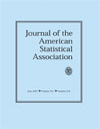 Journal of the
American
Statistical
Association